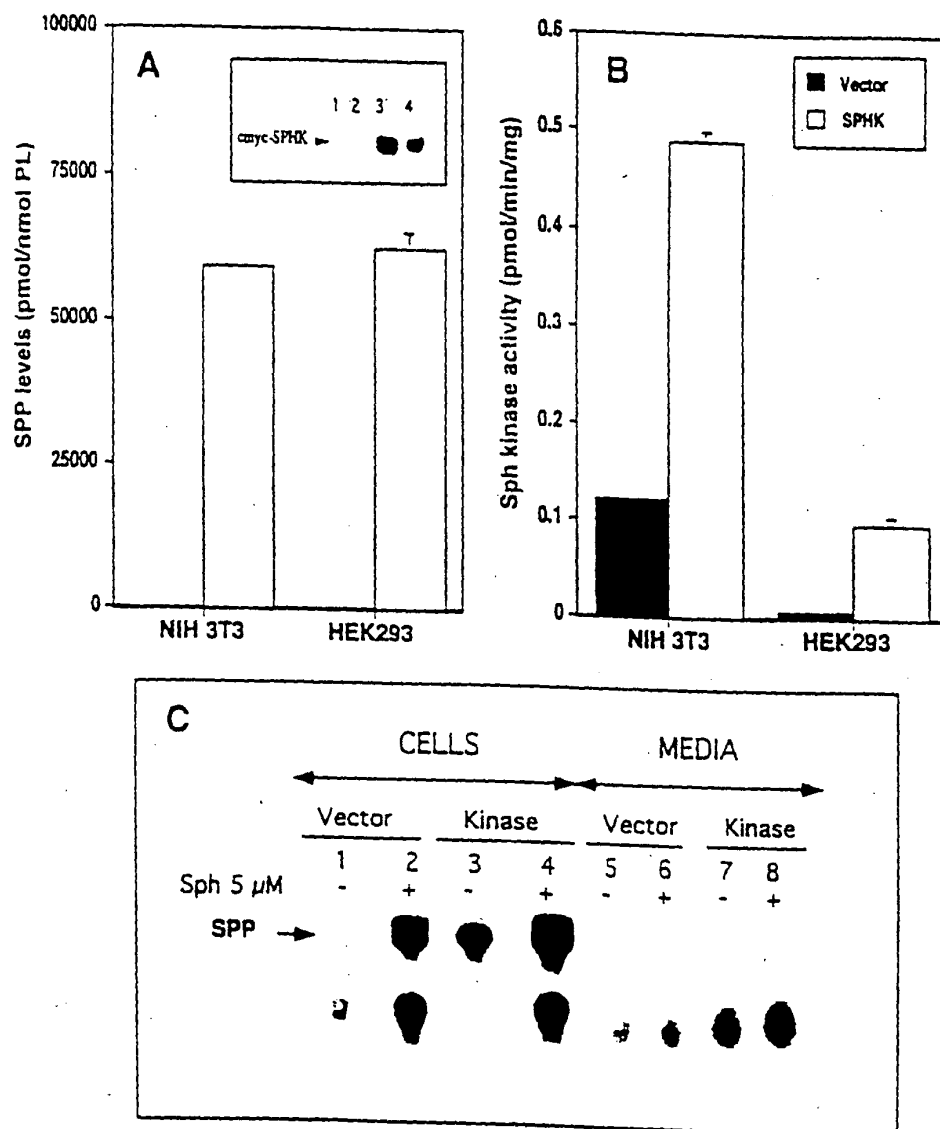 A
SPP levels (pmol/nmol PL)
100000
75000
50000
25000
0
1 2 3 4
cmyc-SPHK
NIH 3T3 HEK293
B
Sph kinase activity (pmol/min/mg)
0.6
0.5
0.4
0.3
0.2
0.1
0
Vector
SPHK
NIH 3T3 HEK293
C
CELLS MEDIA
Vector Kinase Vector Kinase
1 2 3 4 5 6 7 8
Sph 5 µM - + - + - + - +
SPP